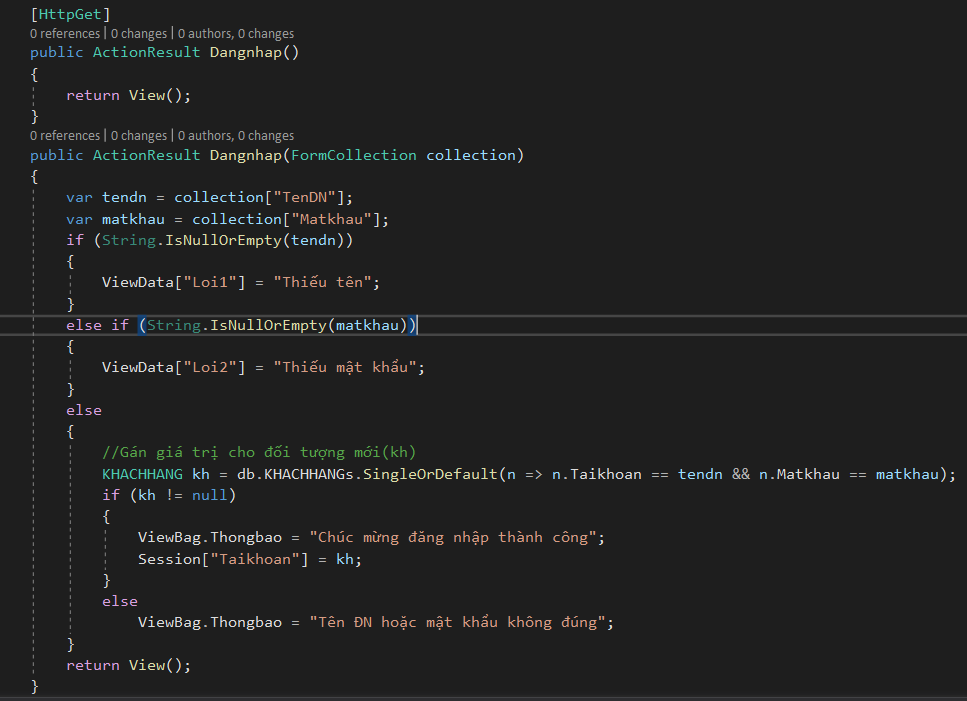 [HttpGet]
0 references | 0 changes | 0 authors, 0 changes
public ActionResult Dangnhap()
{
return View();
}
0 references | 0 changes | 0 authors, 0 changes
public ActionResult Dangnhap(FormCollection collection)
{
var tendn = collection["TenDN"];
var matkhau = collection["Matkhau"];
if (String.IsNullOrEmpty(tendn))
{
ViewData["Loi1"] = "Thiếu tên";
}
else if (String.IsNullOrEmpty(matkhau))
{
ViewData["Loi2"] = "Thiếu mật khẩu";
}
else
{
//Gán giá trị cho đối tượng mới(kh)
KHACHHANG kh = db.KHACHHANGs.SingleOrDefault(n => n.Taikhoan == tendn && n.Matkhau == matkhau);
if (kh != null)
{
ViewBag.Thongbao = "Chúc mừng đăng nhập thành công";
Session["Taikhoan"] = kh;
}
else
ViewBag.Thongbao = "Tên ĐN hoặc mật khẩu không đúng";
}
return View();
}